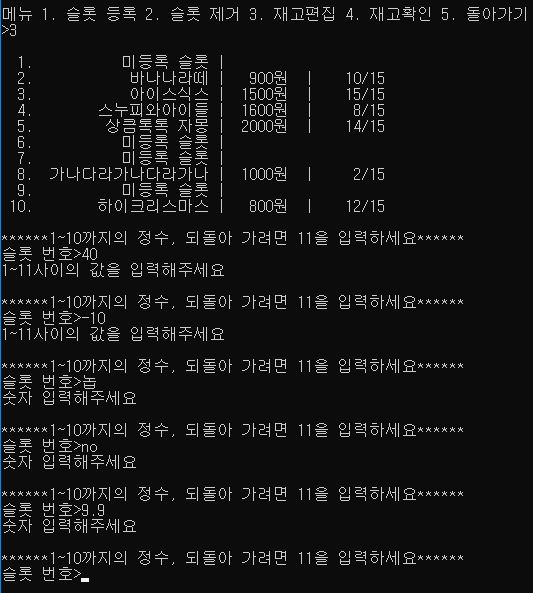 메뉴 1. 슬롯 등록 2. 슬롯 제거 3. 재고편집 4. 재고확인 5. 돌아가기
>3
1. 미등록 슬롯 |
2. 바나나라떼 | 900원 | 10/15
3. 아이스식스 | 1500원 | 15/15
4. 스누피와아이들 | 1600원 | 8/15
5. 상큼톡톡 자몽 | 2000원 | 14/15
6. 미등록 슬롯 |
7. 미등록 슬롯 |
8. 가나다라가나다라가나 | 1000원 | 2/15
9. 미등록 슬롯 |
10. 하이크리스마스 | 800원 | 12/15
******1~10까지의 정수, 되돌아 가려면 11을 입력하세요******
슬롯 번호>40
1~11사이의 값을 입력해주세요
******1~10까지의 정수, 되돌아 가려면 11을 입력하세요******
슬롯 번호>-10
1~11사이의 값을 입력해주세요
******1~10까지의 정수, 되돌아 가려면 11을 입력하세요******
슬롯 번호>놉
숫자 입력해주세요
******1~10까지의 정수, 되돌아 가려면 11을 입력하세요******
슬롯 번호>no
숫자 입력해주세요
******1~10까지의 정수, 되돌아 가려면 11을 입력하세요******
슬롯 번호>9.9
숫자 입력해주세요
******1~10까지의 정수, 되돌아 가려면 11을 입력하세요******
슬롯 번호>